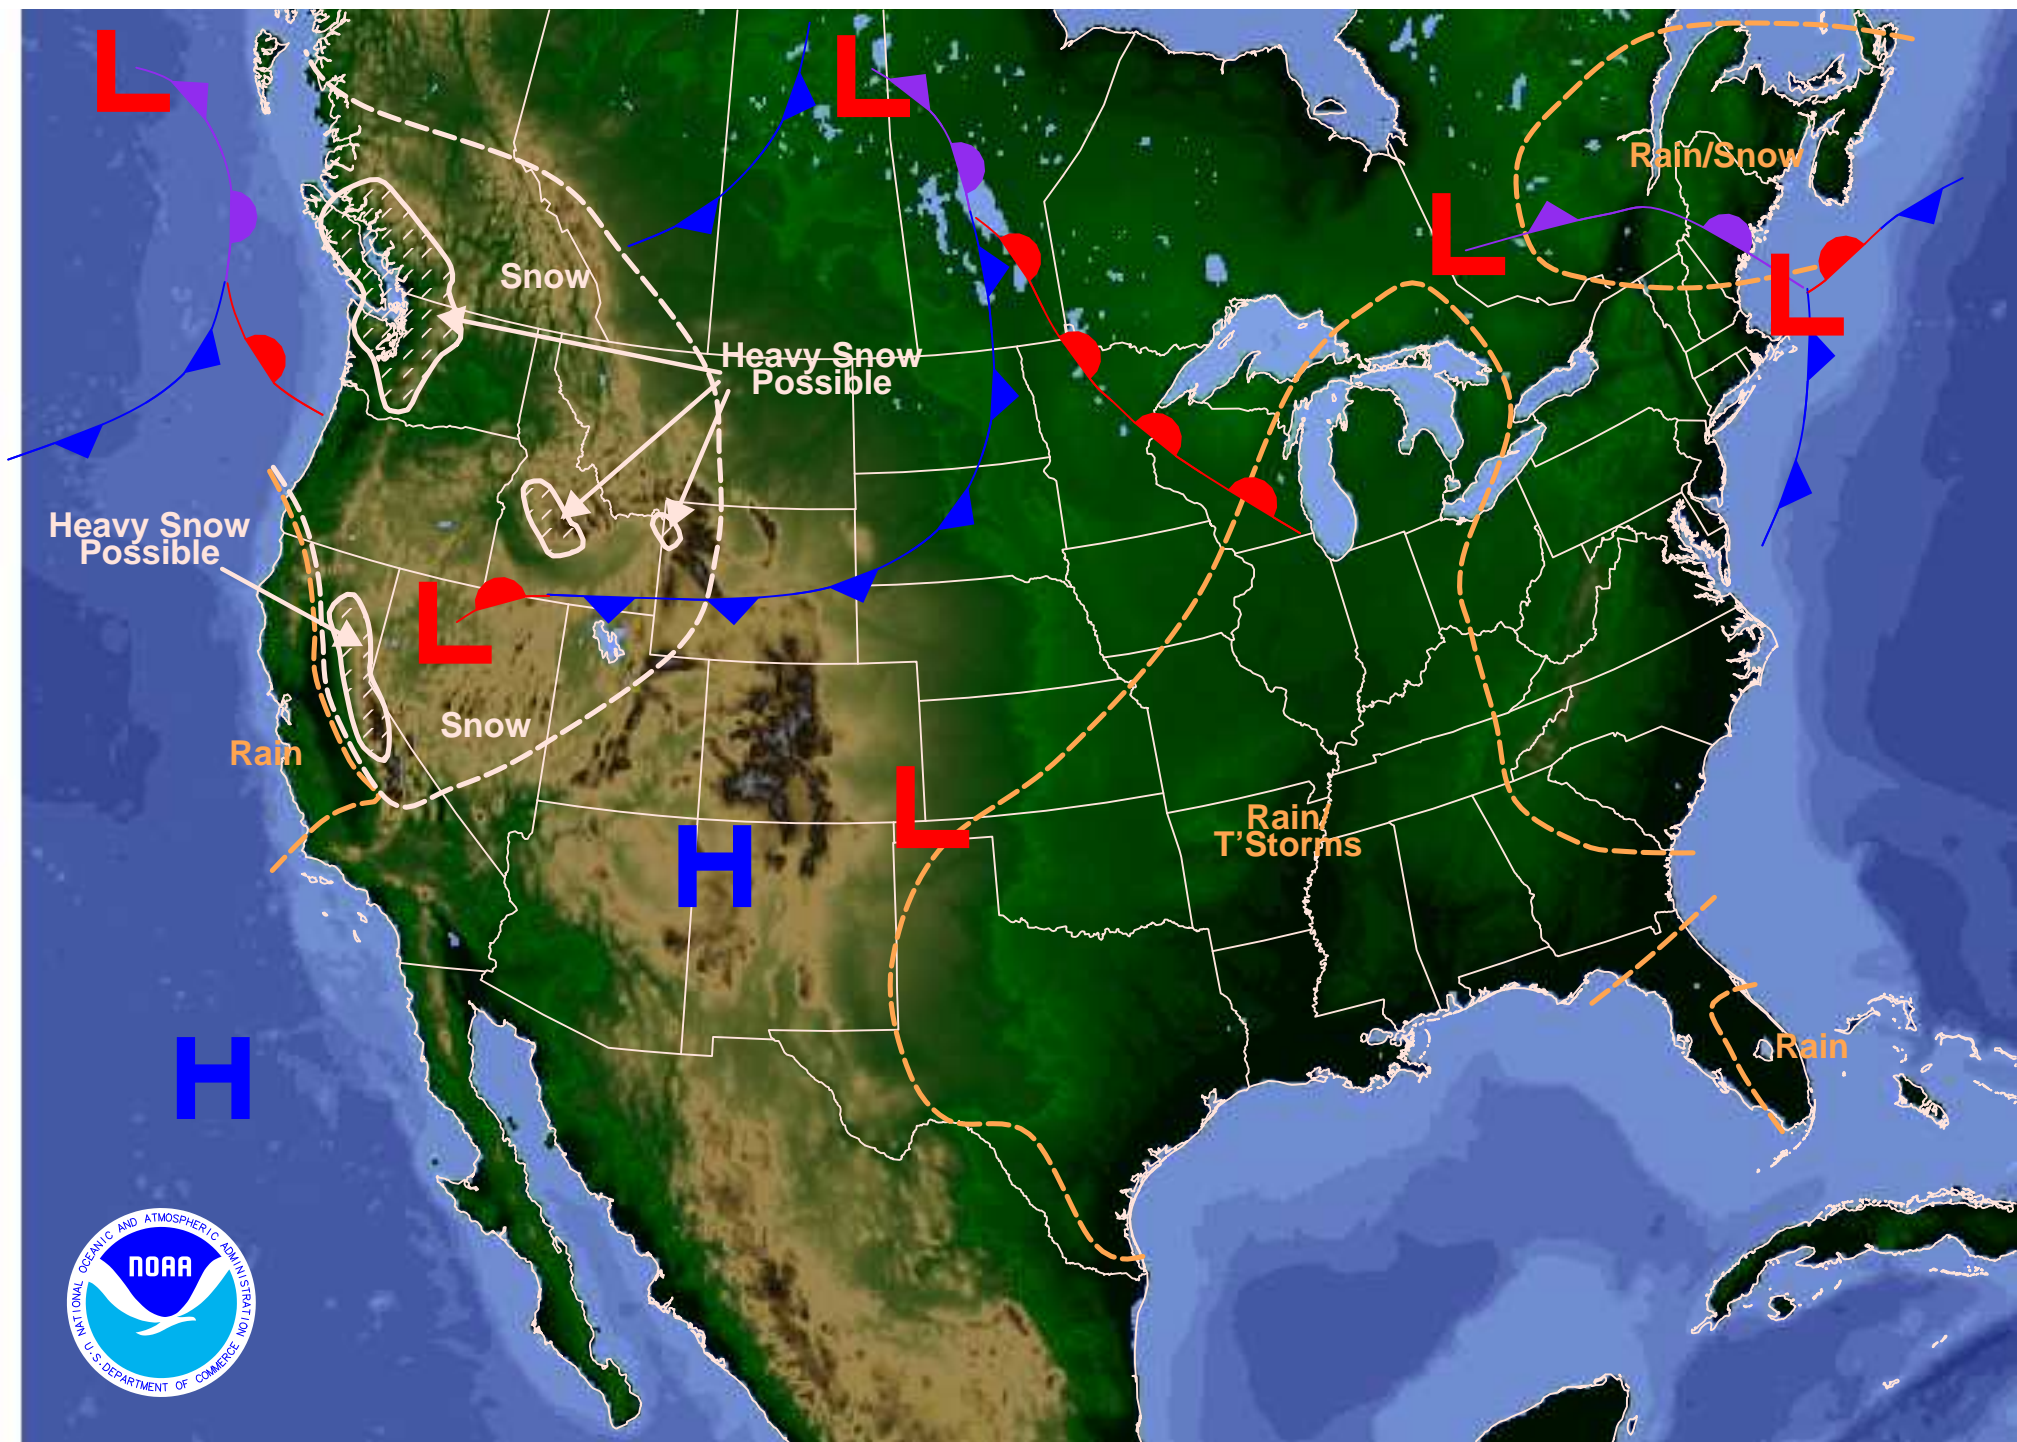 L
L
Rain/Snow
L
L
Snow
Heavy Snow
Possible
Heavy Snow
Possible
L
Snow
Rain
L
Rain/
T'Storms
H
Rain
H
NATIONAL OCEANIC AND ATMOSPHERIC ADMINISTRATION
NOAA
U.S. DEPARTMENT OF COMMERCE